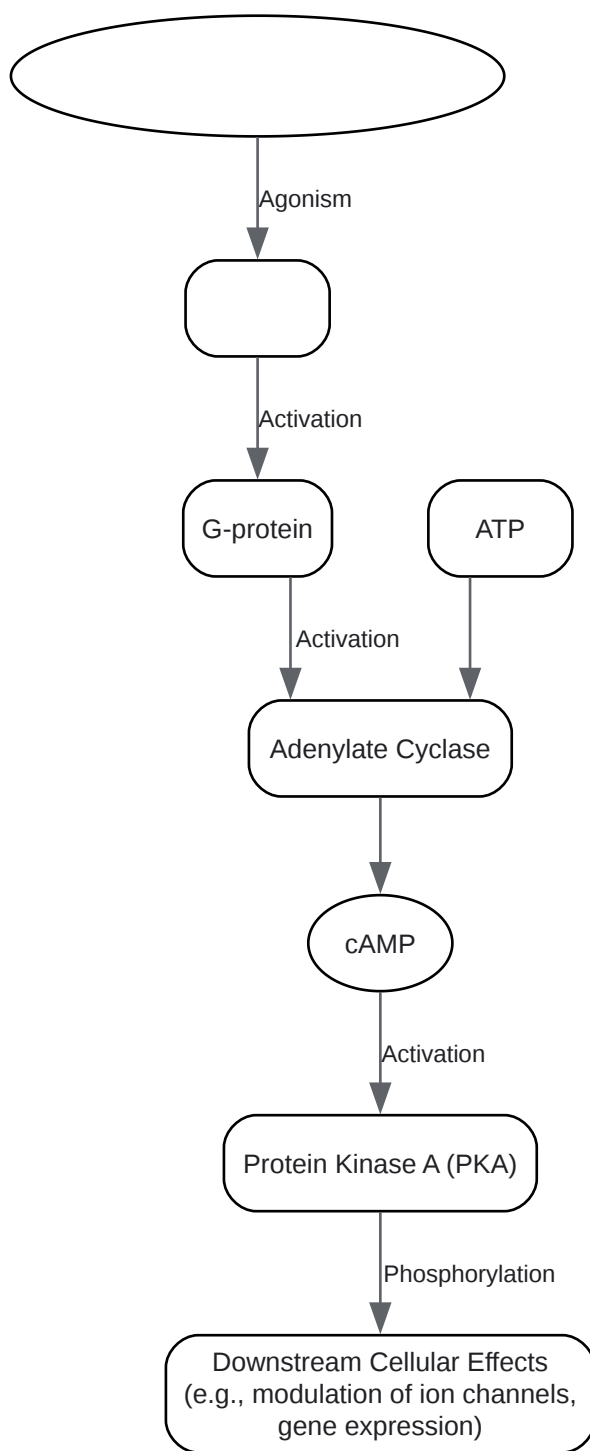 Agonism
Activation
G-protein
ATP
Activation
Adenylate Cyclase
cAMP
Activation
Protein Kinase A (PKA)
Phosphorylation
Downstream Cellular Effects
(e.g., modulation of ion channels,
gene expression)